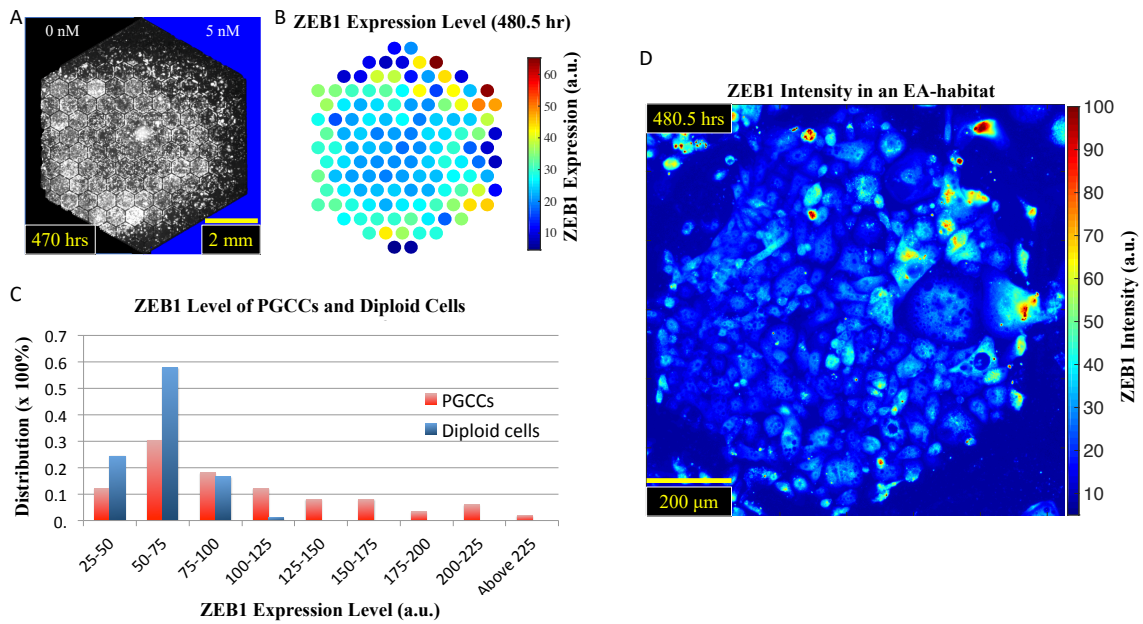 A
0 nM
5 nM
470 hrs
2 mm
B
ZEB1 Expression Level (480.5 hr)
60
50
40
30
20
10
ZEB1 Expression (a.u.)
C
ZEB1 Level of PGCCs and Diploid Cells
0.7
0.6
0.5
0.4
0.3
0.2
0.1
0.
Distribution (x 100%)
PGCCs
Diploid cells
25-50
50-75
75-100
100-125
125-150
150-175
175-200
200-225
Above 225
ZEB1 Expression Level (a.u.)
D
ZEB1 Intensity in an EA-habitat
480.5 hrs
200 µm
100
90
80
70
60
50
40
30
20
10
ZEB1 Intensity (a.u.)